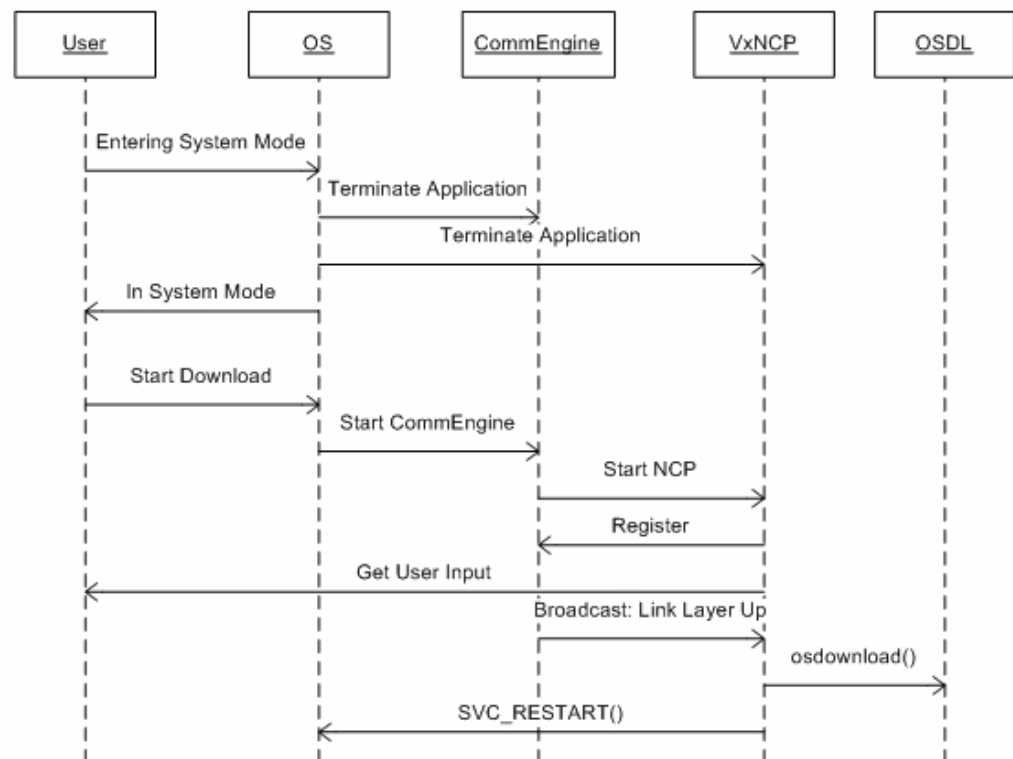 User
OS
CommEngine
VxNCP
OSDL
Entering System Mode
Terminate Application
Terminate Application
In System Mode
Start Download
Start CommEngine
Start NCP
Register
Get User Input
Broadcast: Link Layer Up
osdownload()
SVC_RESTART()